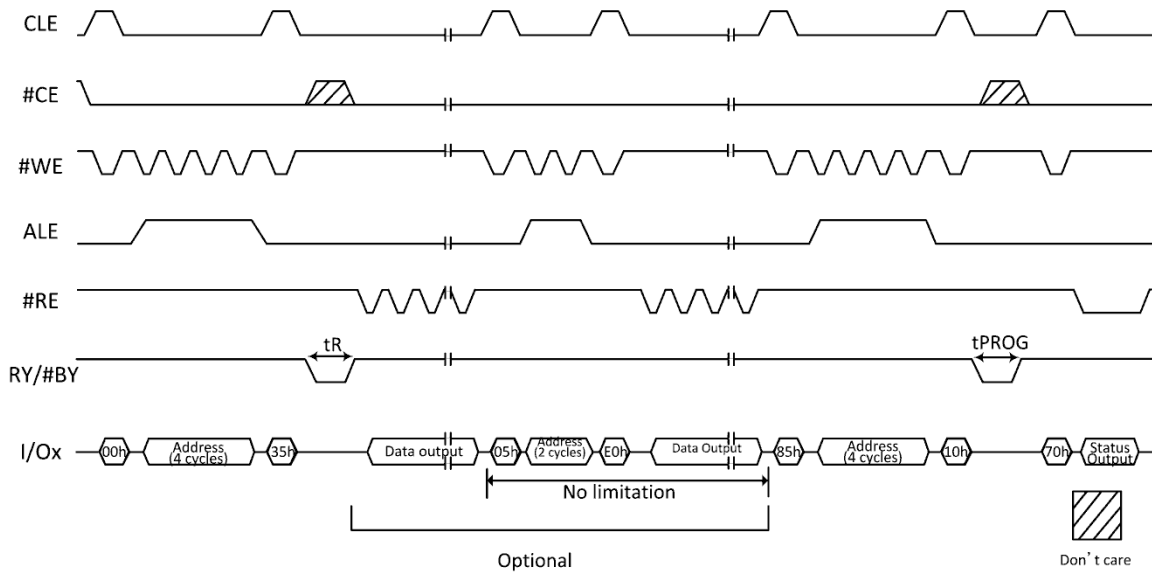 CLE
#CE
#WE
ALE
#RE
tR
tPROG
RY/#BY
I/Ox
00h
Address
(4 cycles)
35h
Data output
05h
Address
(2 cycles)
E0h
Data Output
85h
Address
(4 cycles)
10h
70h
Status
Output
No limitation
Optional
Don't care